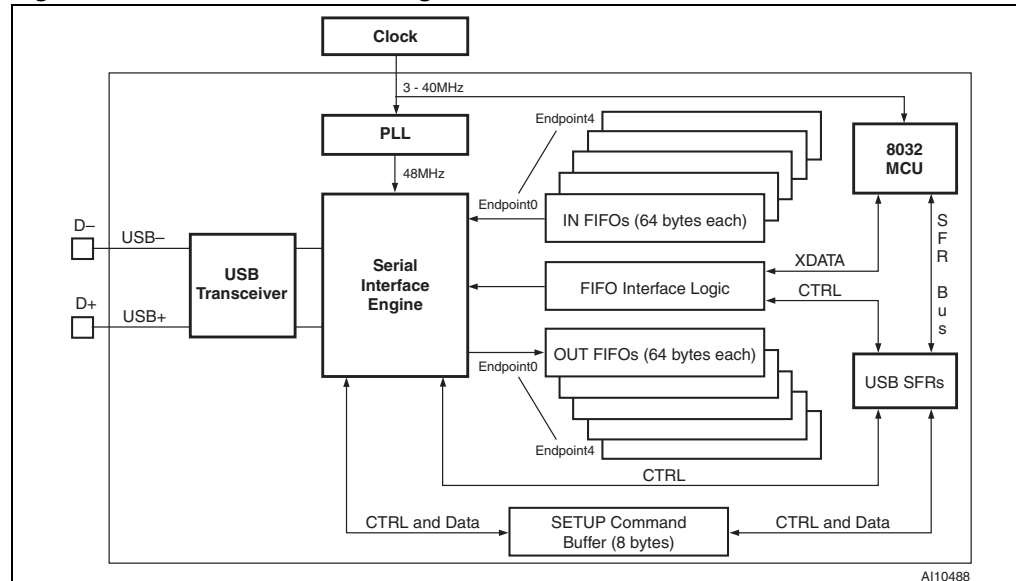 Clock
3 - 40MHz
PLL
48MHz
8032
MCU
Endpoint4
Endpoint0
IN FIFOs (64 bytes each)
SFR Bus
D–
USB–
USB
Transceiver
Serial
Interface
Engine
XDATA
FIFO Interface Logic
CTRL
D+
USB+
OUT FIFOs (64 bytes each)
Endpoint0
USB SFRs
Endpoint4
CTRL
CTRL and Data
SETUP Command
Buffer (8 bytes)
CTRL and Data
AI10488